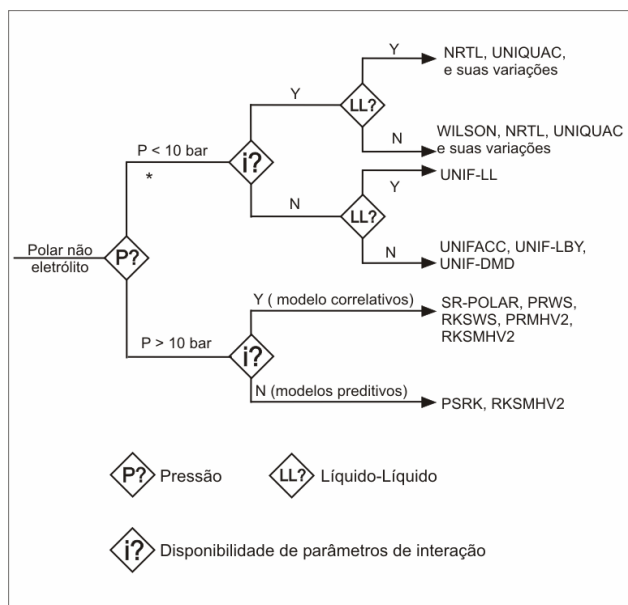 Y
NRTL, UNIQUAC,
e suas variações
Y
LL?
P < 10 bar
i?
N
WILSON, NRTL, UNIQUAC
e suas variações
*
Y
UNIF-LL
N
LL?
Polar não
eletrólito
P?
N
UNIFACC, UNIF-LBY,
UNIF-DMD
Y ( modelo correlativos)
SR-POLAR, PRWS,
RKSWS, PRMHV2,
RKSMHV2
P > 10 bar
i?
N (modelos preditivos)
PSRK, RKSMHV2
P? Pressão
LL? Líquido-Líquido
i? Disponibilidade de parâmetros de interação